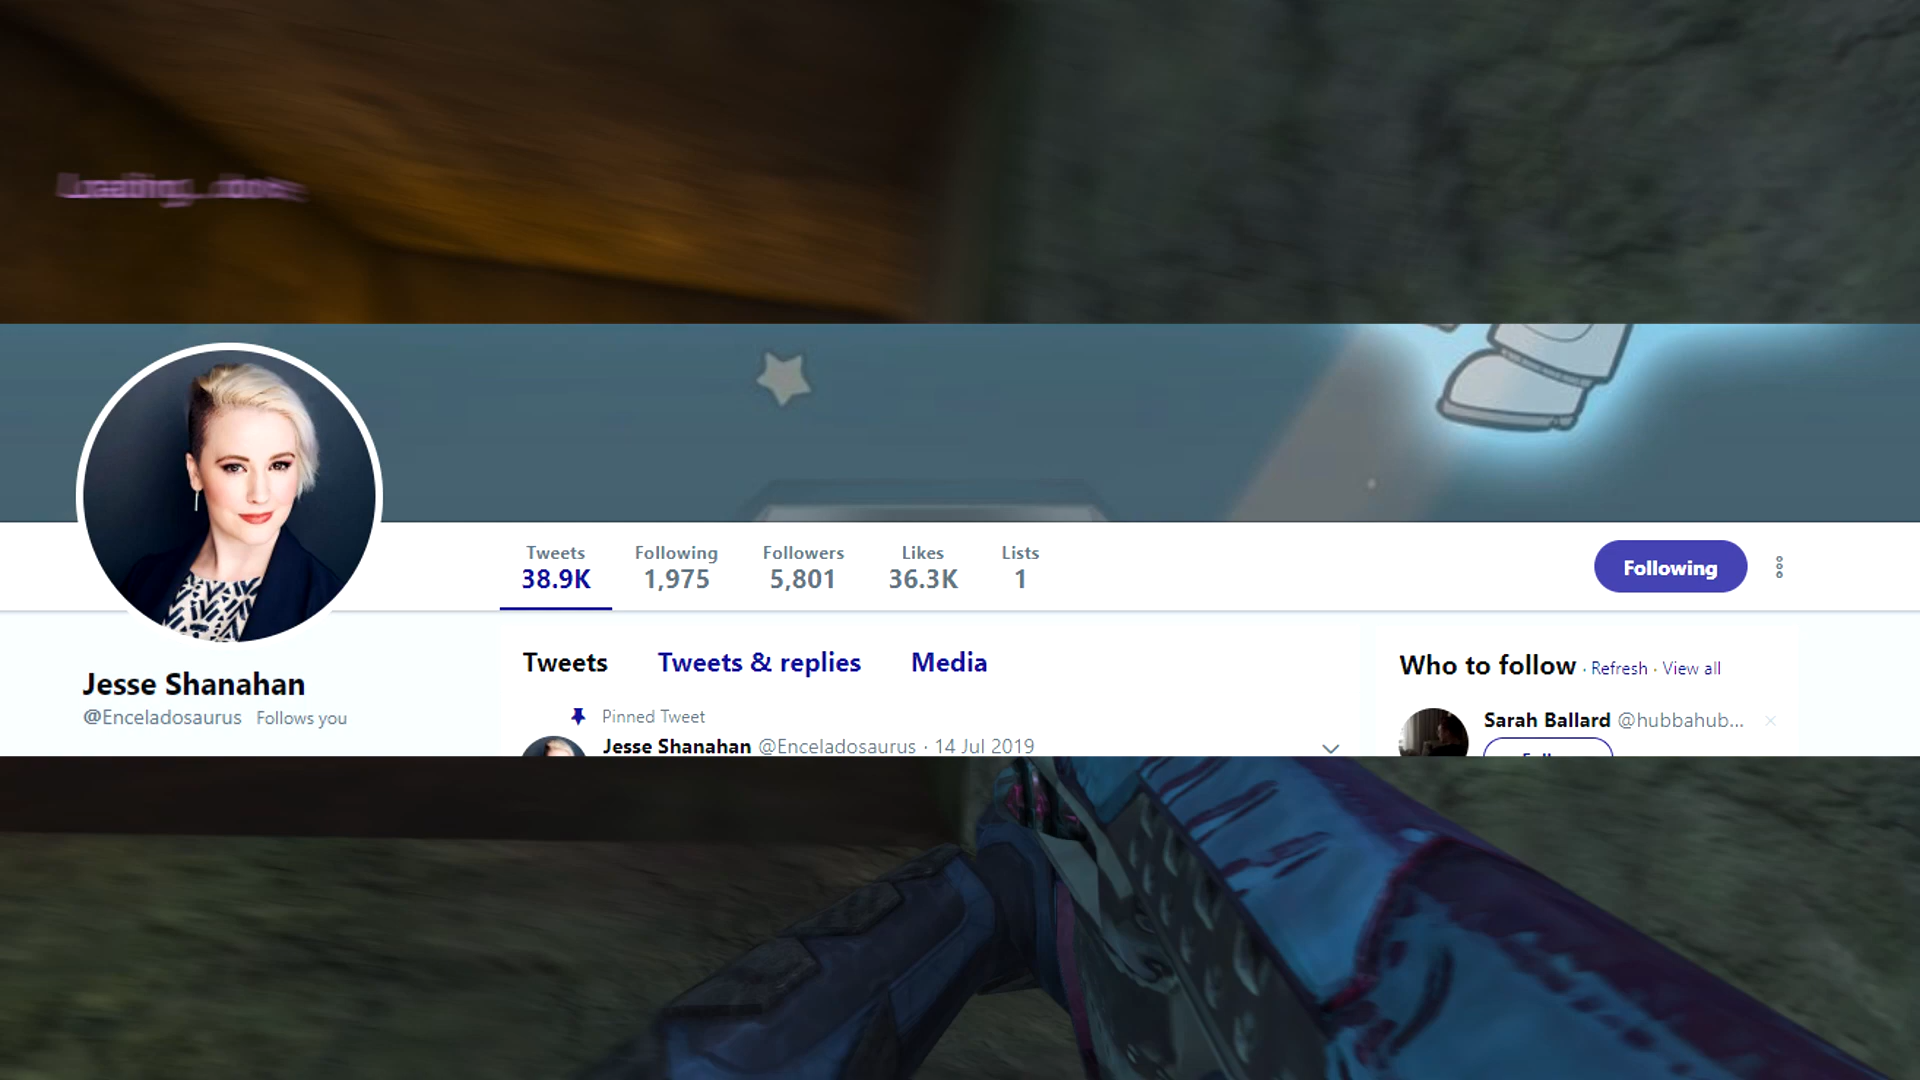 Tweets Following Followers Likes Lists
38.9K 1,975 5,801 36.3K 1
Following
Jesse Shanahan
@Enceladosaurus Follows you
Tweets Tweets & replies Media
Pinned Tweet
Jesse Shanahan @Enceladosaurus · 14 Jul 2019
Who to follow · Refresh · View all
Sarah Ballard @hubbahub...